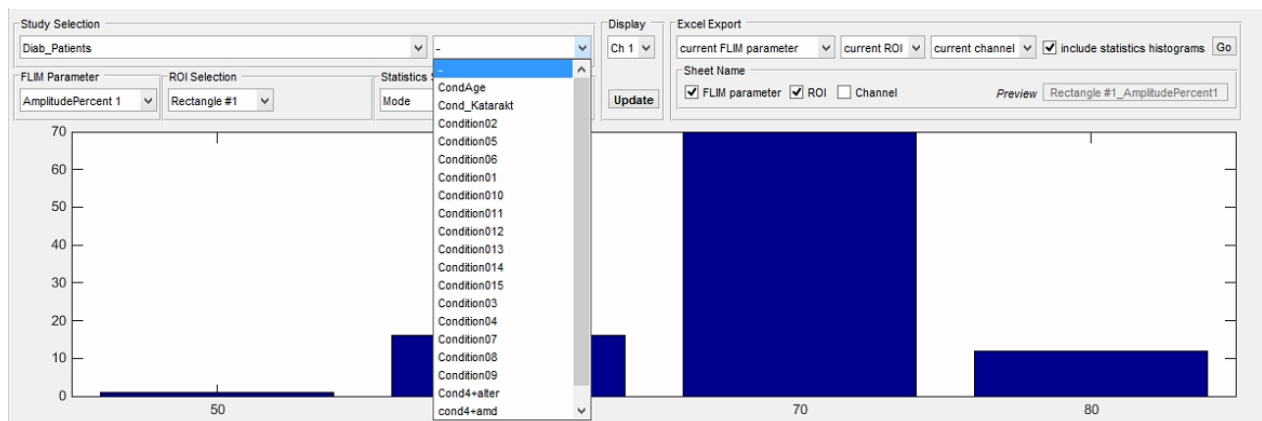 Study Selection
Diab_Patients
-
Display
Ch 1
Update
Excel Export
current FLIM parameter
current ROI
current channel
include statistics histograms
Go
Sheet Name
FLIM parameter
ROI
Channel
Preview
Rectangle #1_AmplitudePercent1
FLIM Parameter
AmplitudePercent 1
ROI Selection
Rectangle #1
Statistics
Mode
-
CondAge
Cond_Katarakt
Condition02
Condition05
Condition06
Condition01
Condition010
Condition011
Condition012
Condition013
Condition014
Condition015
Condition03
Condition04
Condition07
Condition08
Condition09
Cond4+alter
cond4+amd
70
60
50
40
30
20
10
0
50
70
80